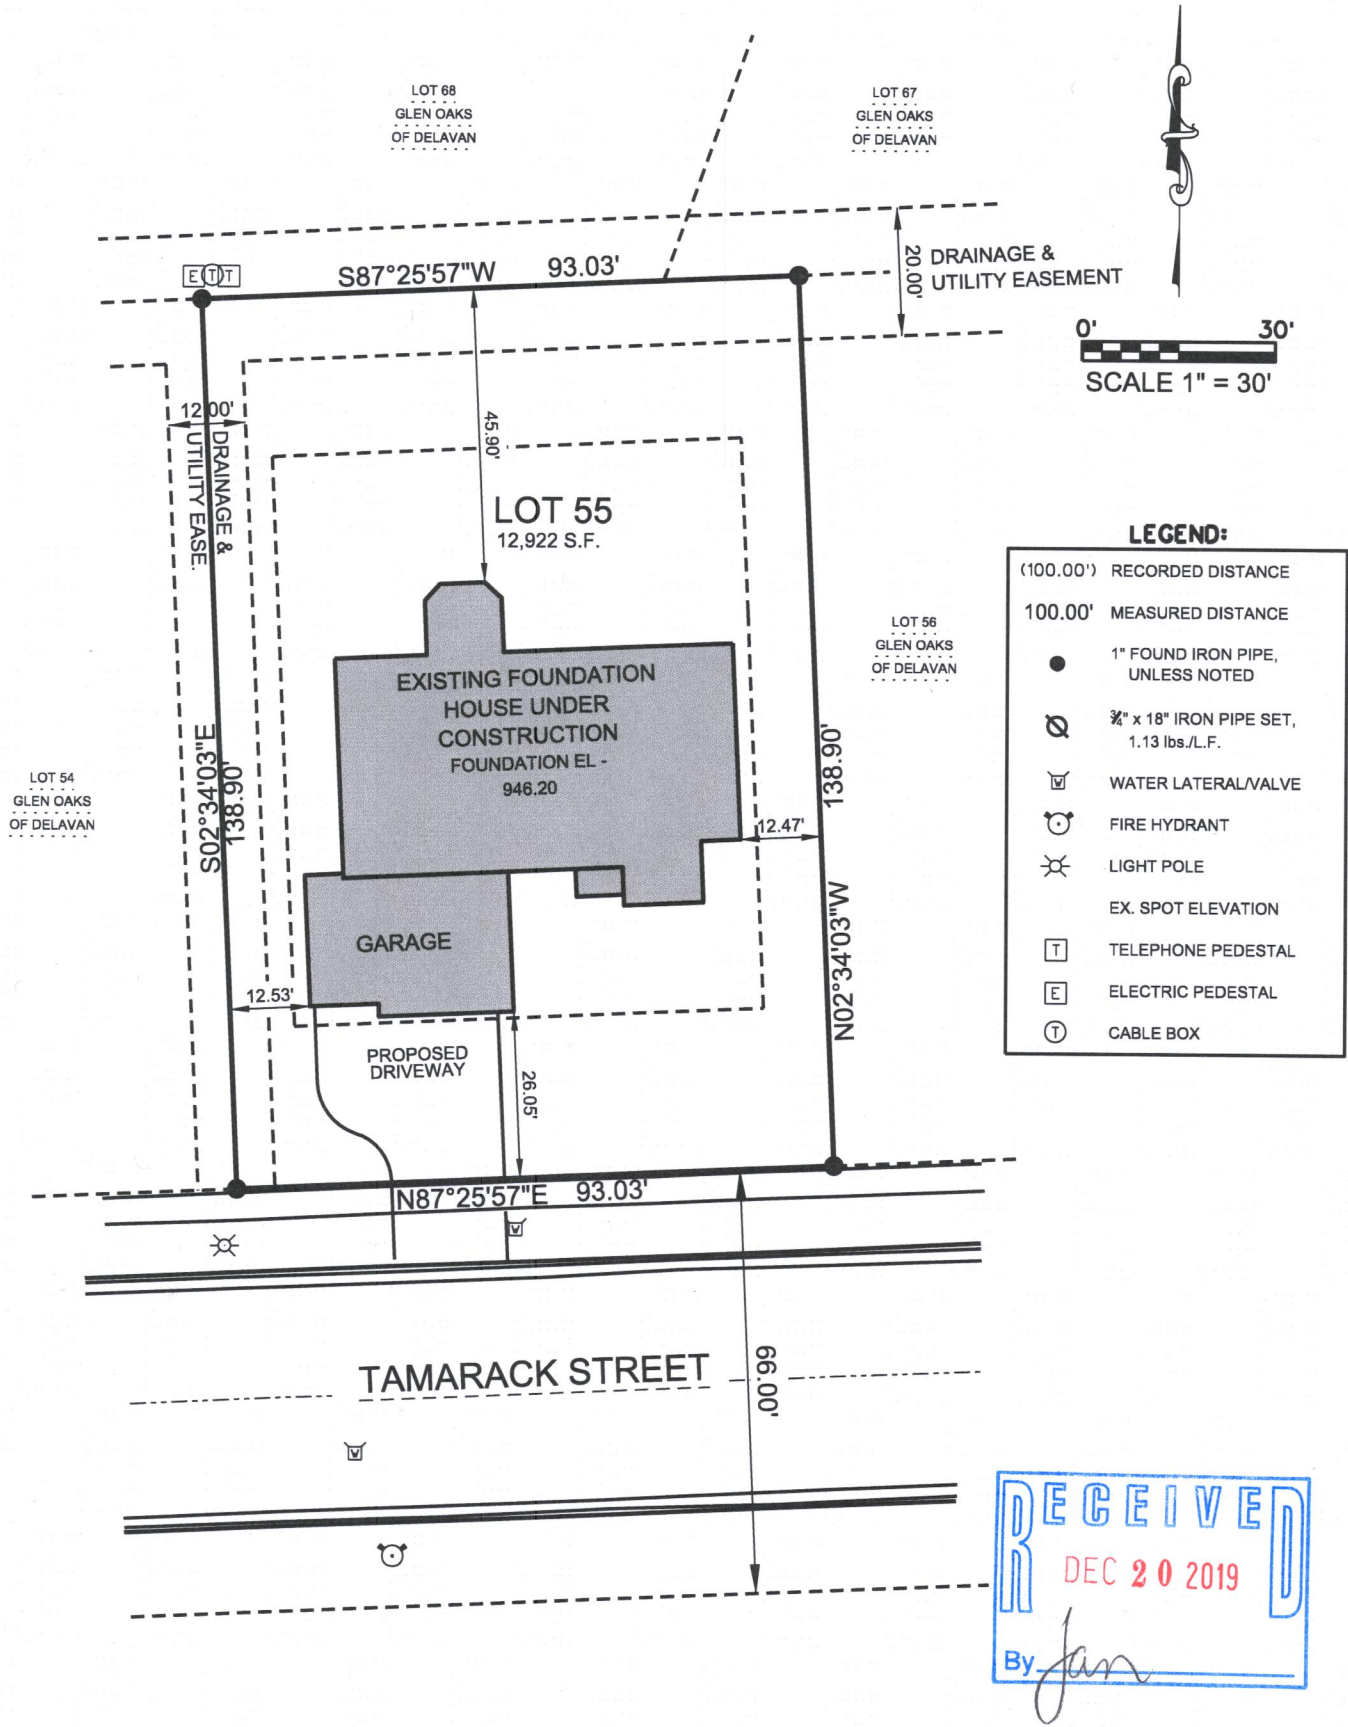 LOT 68
GLEN OAKS
OF DELAVAN
LOT 67
GLEN OAKS
OF DELAVAN
20.00'
DRAINAGE &
UTILITY EASEMENT
E T T
S87°25'57"W 93.03'
0' 30'
SCALE 1" = 30'
12.00'
DRAINAGE &
UTILITY EASE.
45.90'
LOT 55
12,922 S.F.
EXISTING FOUNDATION
HOUSE UNDER
CONSTRUCTION
FOUNDATION EL -
946.20
LOT 56
GLEN OAKS
OF DELAVAN
S02°34'03"E
138.90'
LOT 54
GLEN OAKS
OF DELAVAN
138.90'
N02°34'03"W
12.47'
GARAGE
12.53'
PROPOSED
DRIVEWAY
26.05'
N87°25'57"E 93.03'
W
TAMARACK STREET
66.00'
W
LEGEND:
(100.00') RECORDED DISTANCE
100.00' MEASURED DISTANCE
1" FOUND IRON PIPE,
UNLESS NOTED
¾" x 18" IRON PIPE SET,
1.13 lbs./L.F.
W WATER LATERAL/VALVE
FIRE HYDRANT
LIGHT POLE
EX. SPOT ELEVATION
T TELEPHONE PEDESTAL
E ELECTRIC PEDESTAL
T CABLE BOX
RECEIVED
DEC 20 2019
By Jan